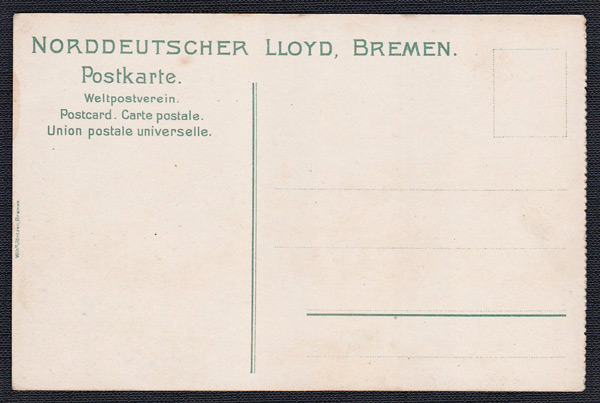 NORDDEUTSCHER LLOYD, BREMEN.
Postkarte.
Weltpostverein.
Postcard. Carte postale.
Union postale universelle.